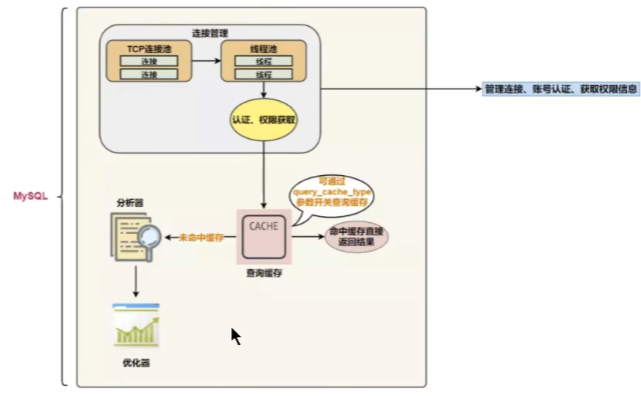 连接管理
TCP连接池
连接
连接
线程池
线程
线程
认证、权限获取
管理连接、账号认证、获取权限信息
MySQL
可通过
query_cache_type
参数开关查询缓存
分析器
CACHE
未命中缓存
命中缓存直接
返回结果
查询缓存
优化器